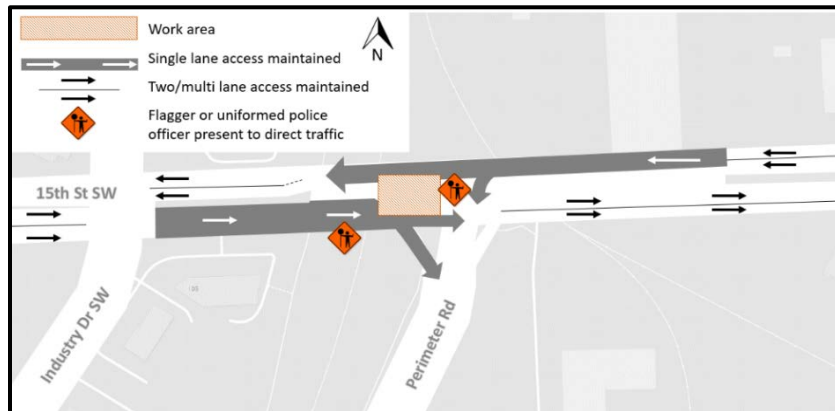 Work area
N
Single lane access maintained
Two/multi lane access maintained
Flagger or uniformed police
officer present to direct traffic
15th St SW
Industry Dr SW
Perimeter Rd